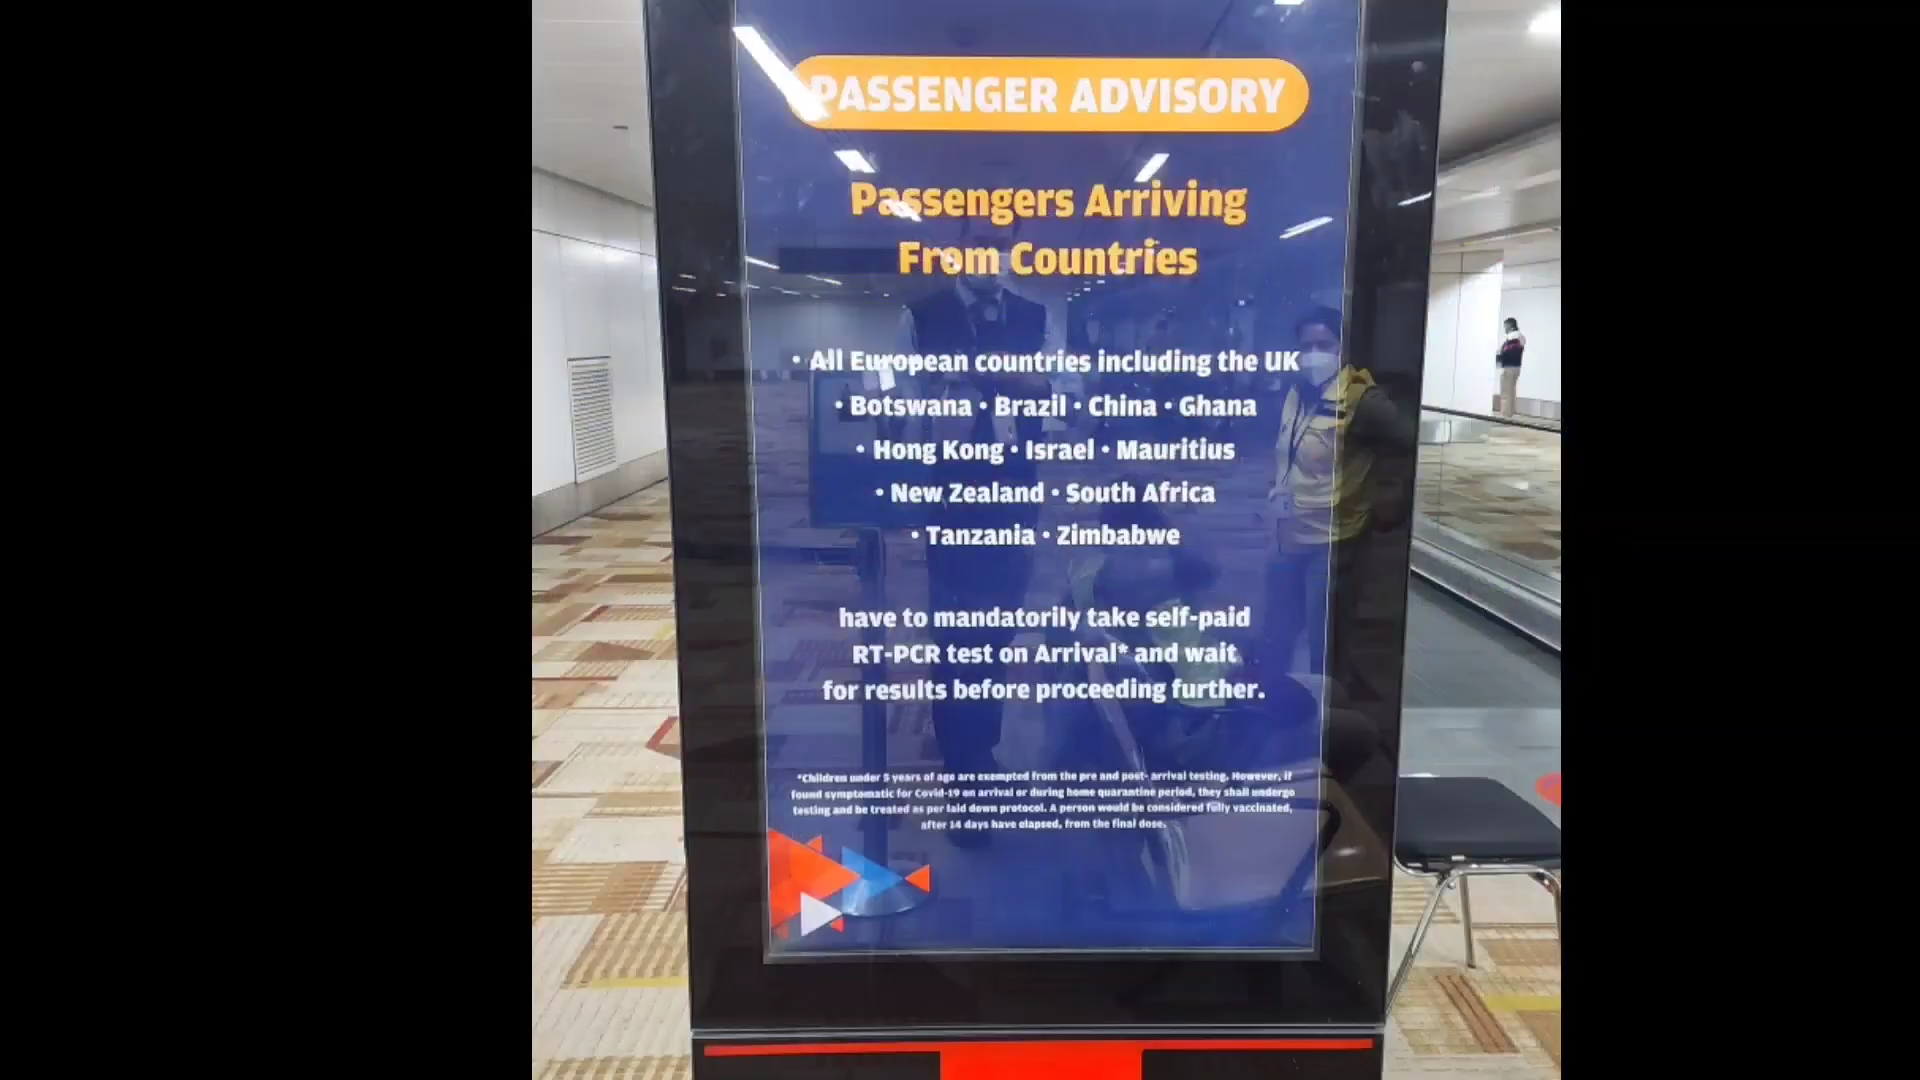 PASSENGER ADVISORY
Passengers Arriving
From Countries
• All European countries including the UK
• Botswana • Brazil • China • Ghana
• Hong Kong • Israel • Mauritius
• New Zealand • South Africa
• Tanzania • Zimbabwe
have to mandatorily take self-paid
RT-PCR test on Arrival* and wait
for results before proceeding further.
*Children under 5 years of age are exempted from the pre and post- arrival testing. However, if
found symptomatic for Covid-19 on arrival or during home quarantine period, they shall undergo
testing and be treated as per laid down protocol. A person would be considered fully vaccinated,
after 14 days have elapsed, from the final dose.